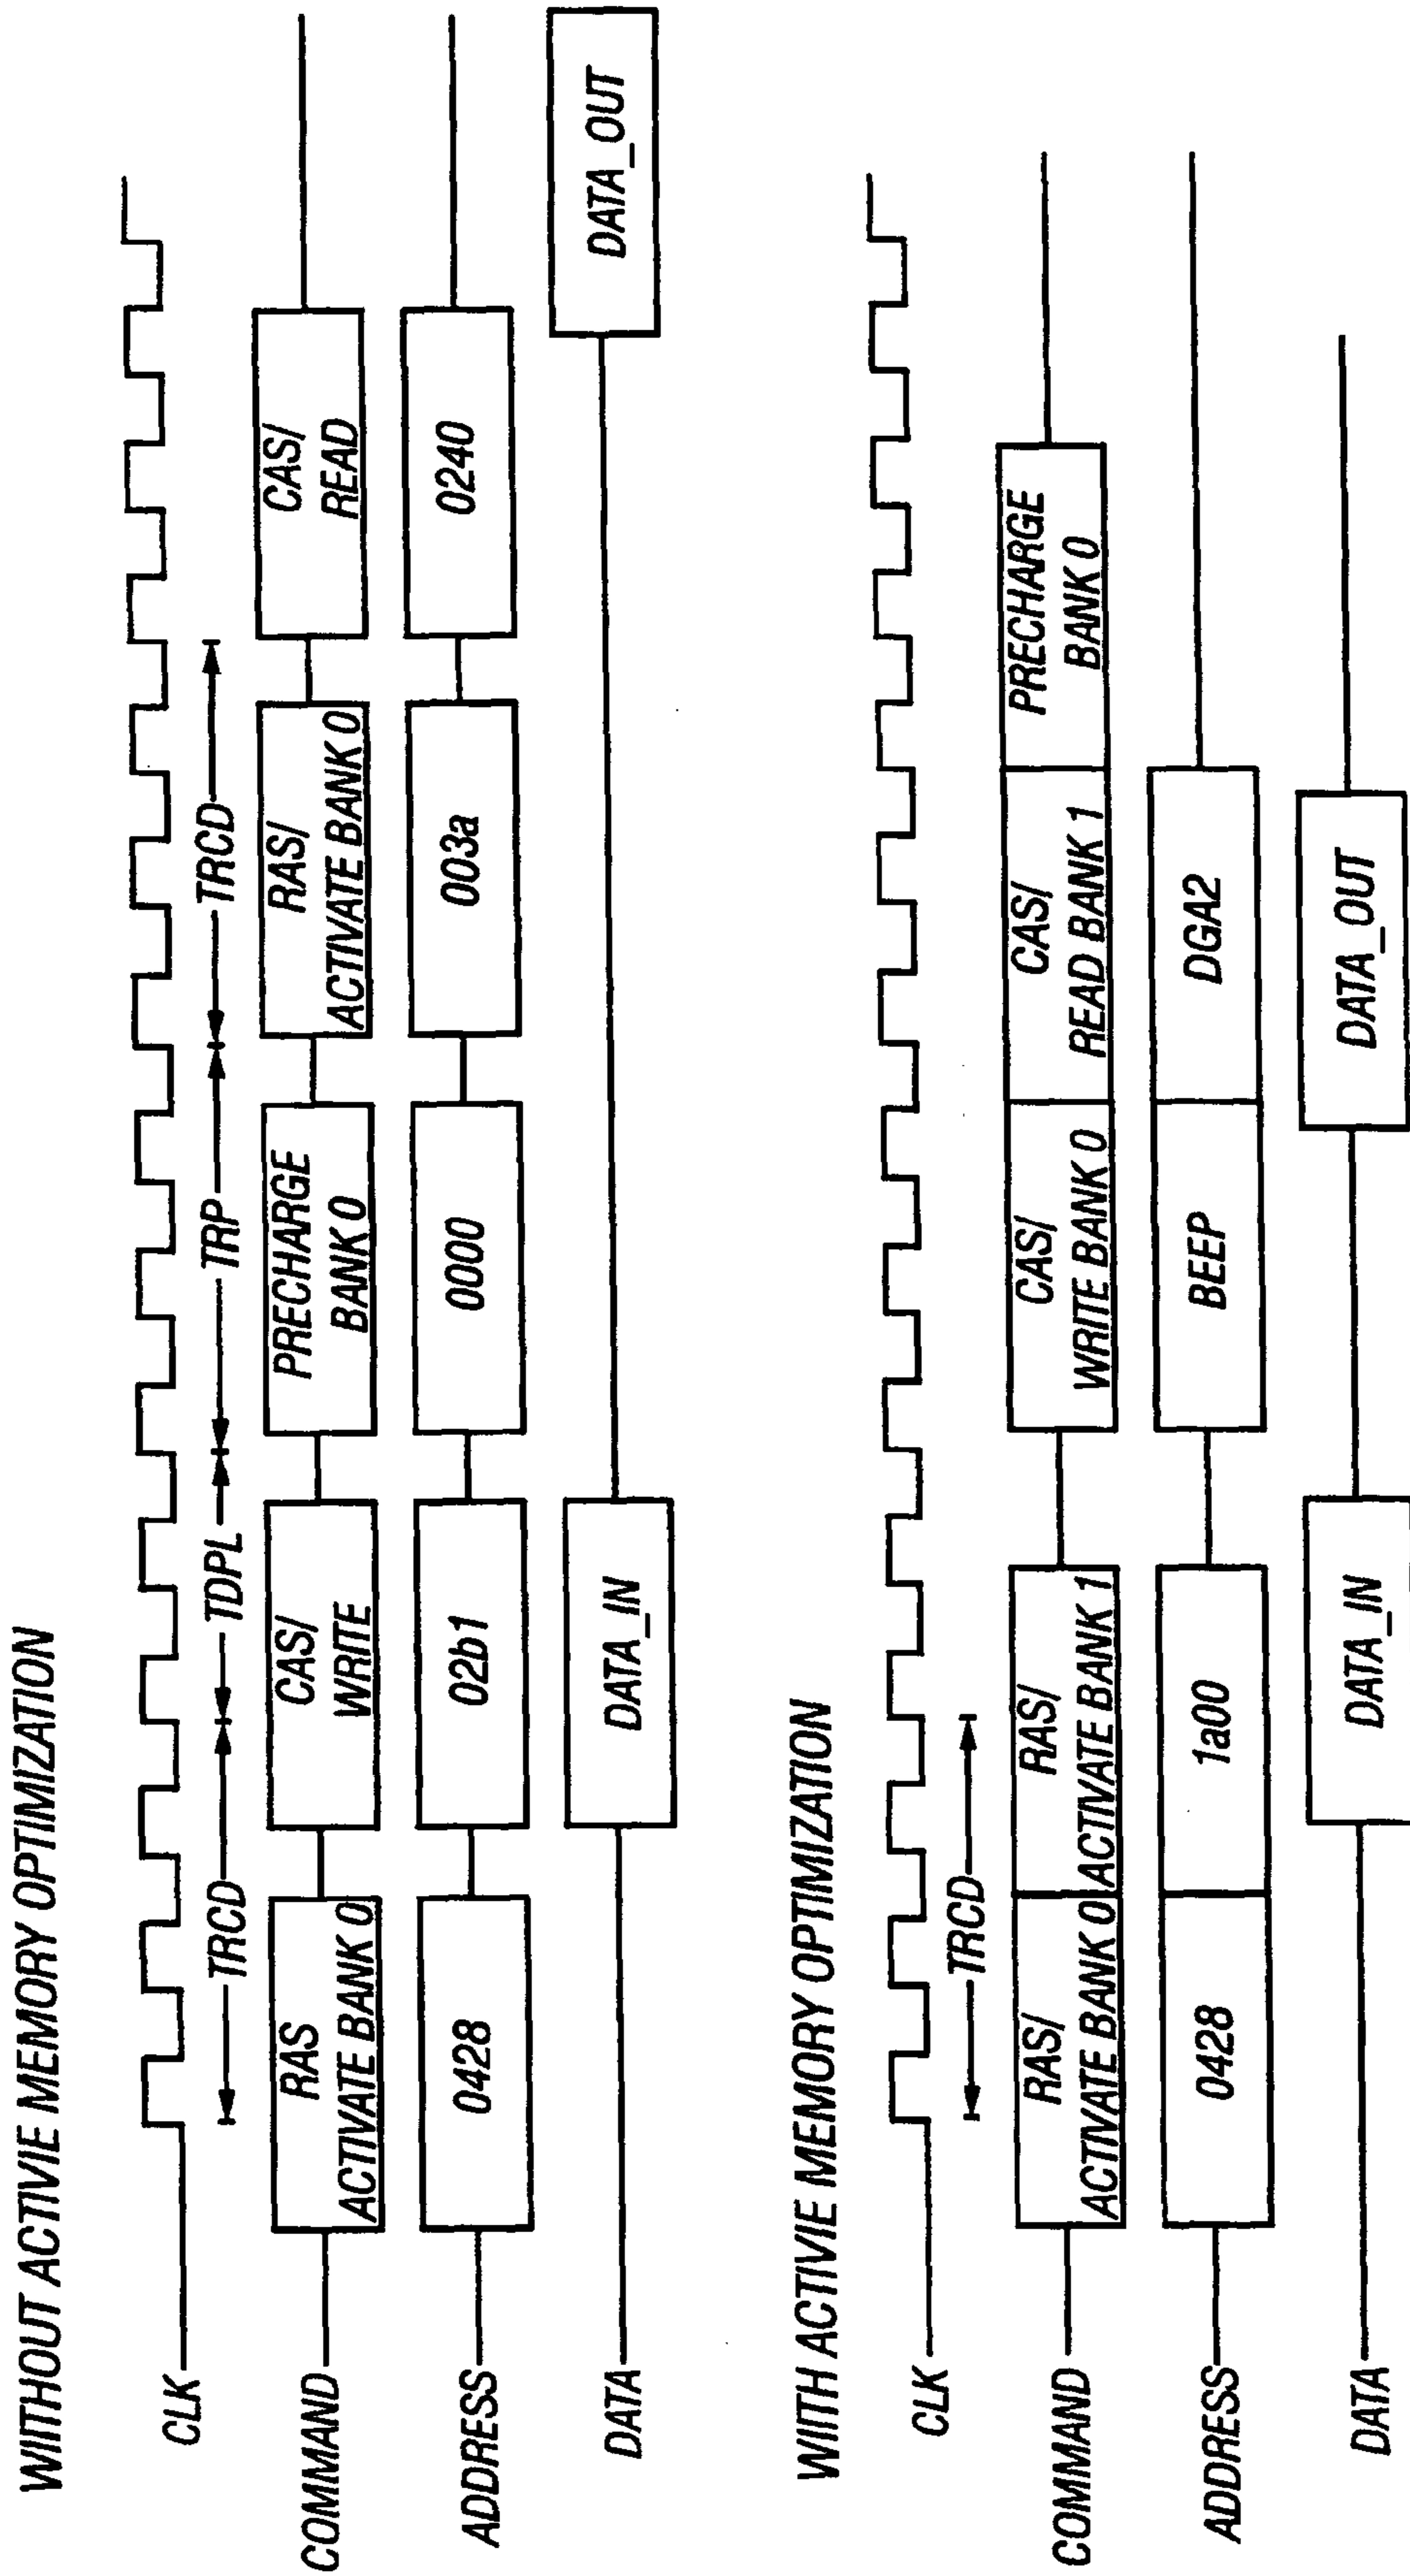 WIITHOUT ACTIVIE MEMORY OPTIMIZATION
CLK
TRCD TDPL TRP TRCD
COMMAND
RAS
ACTIVATE BANK 0
CAS/
WRITE
PRECHARGE
BANK 0
RAS/
ACTIVATE BANK 0
CAS/
READ
ADDRESS 0428 02b1 0000 003a 0240
DATA DATA_IN DATA_OUT
WIITH ACTIVIE MEMORY OPTIMIZATION
CLK
TRCD
COMMAND
RAS/
ACTIVATE BANK 0
RAS/
ACTIVATE BANK 1
CAS/
WRITE BANK 0
CAS/
READ BANK 1
PRECHARGE
BANK 0
ADDRESS 0428 1a00 BEEP DGA2
DATA DATA_IN DATA_OUT